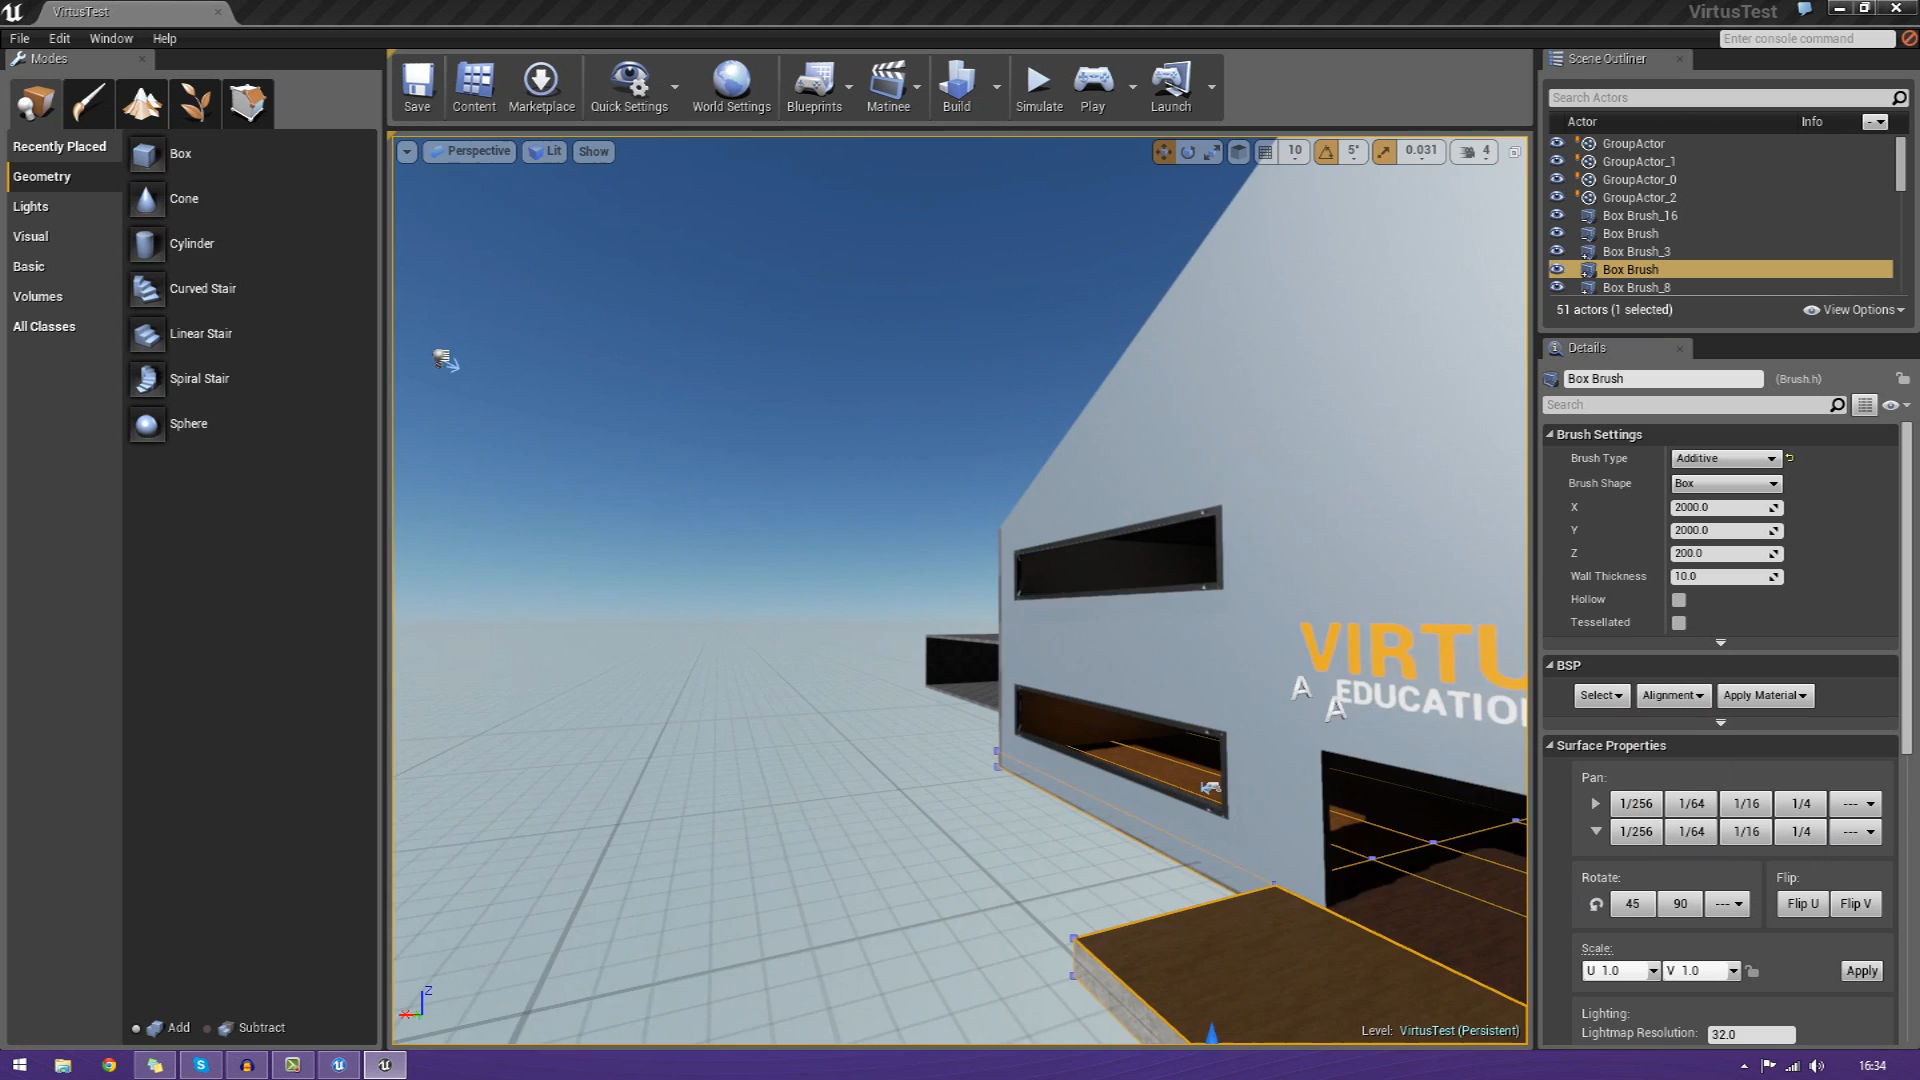 VirtusTest
VirtusTest
File Edit Window Help
Enter console command
Modes
Scene Outliner
Save
Content
Marketplace
Quick Settings
World Settings
Blueprints
Matinee
Build
Simulate
Play
Launch
Search Actors
Actor Info
Recently Placed
Geometry
Lights
Visual
Basic
Volumes
All Classes
Box
Cone
Cylinder
Curved Stair
Linear Stair
Spiral Stair
Sphere
Add Subtract
Perspective Lit Show
10 5° 0.031 4
GroupActor
GroupActor_1
GroupActor_0
GroupActor_2
Box Brush_16
Box Brush
Box Brush_3
Box Brush
Box Brush_8
51 actors (1 selected) View Options
Details
Box Brush (Brush.h)
Search
Brush Settings
Brush Type Additive
Brush Shape Box
X 2000.0
Y 2000.0
Z 200.0
Wall Thickness 10.0
Hollow
Tessellated
BSP
Select Alignment Apply Material
Surface Properties
Pan:
1/256 1/64 1/16 1/4 ---
1/256 1/64 1/16 1/4 ---
Rotate: Flip:
45 90 --- Flip U Flip V
Scale:
U 1.0 V 1.0 Apply
Lighting:
Lightmap Resolution: 32.0
VIRTU
EDUCATION
A
A
Z
X
Level: VirtusTest (Persistent)
16:34